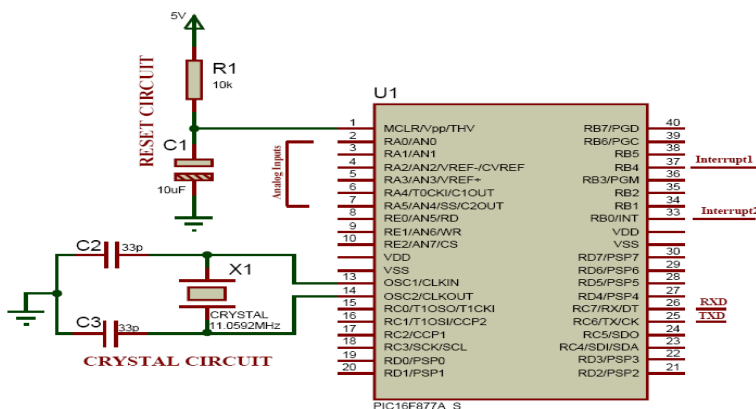 5V
R1
10k
RESET CIRCUIT
C1
10uF
Analog Inputs
C2
33p
X1
CRYSTAL
11.0592MHz
C3
33p
CRYSTAL CIRCUIT
U1
1 MCLR/Vpp/THV
2 RA0/AN0
3 RA1/AN1
4 RA2/AN2/VREF-/CVREF
5 RA3/AN3/VREF+
6 RA4/T0CKI/C1OUT
7 RA5/AN4/SS/C2OUT
8 RE0/AN5/RD
9 RE1/AN6/WR
10 RE2/AN7/CS
VDD
VSS
13 OSC1/CLKIN
14 OSC2/CLKOUT
15 RC0/T1OSO/T1CKI
16 RC1/T1OSI/CCP2
17 RC2/CCP1
18 RC3/SCK/SCL
19 RD0/PSP0
20 RD1/PSP1
RB7/PGD 40
RB6/PGC 39
RB5 38
RB4 37 Interrupt1
RB3/PGM 36
RB2 35
RB1 34
RB0/INT 33 Interrupt2
VDD
VSS
RD7/PSP7 30
RD6/PSP6 29
RD5/PSP5 28
RD4/PSP4 27
RC7/RX/DT 26 RXD
RC6/TX/CK 25 TXD
RC5/SDO 24
RC4/SDI/SDA 23
RD3/PSP3 22
RD2/PSP2 21
PIC16F877A_S